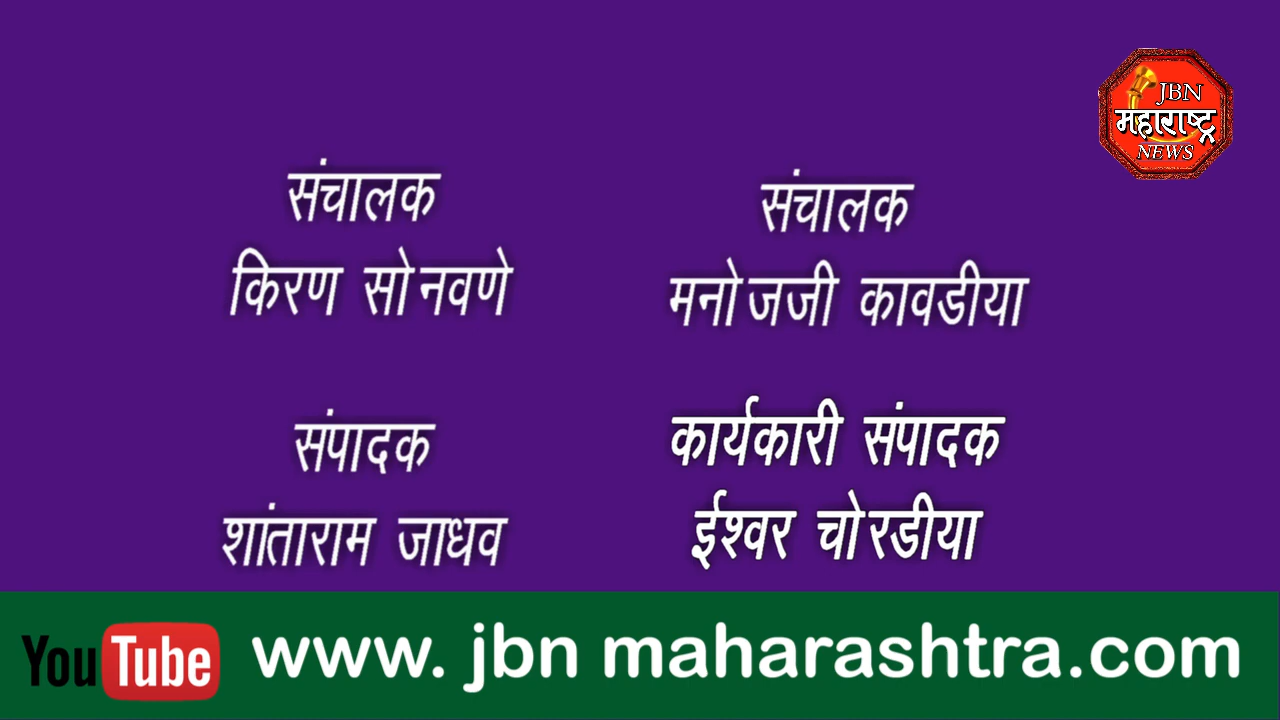 JBN
महाराष्ट्र
NEWS
संचालक
किरण सोनवणे
संचालक
मनोजजी कावडीया
संपादक
शांताराम जाधव
कार्यकारी संपादक
ईश्वर चोरडीया
YouTube www. jbn maharashtra.com